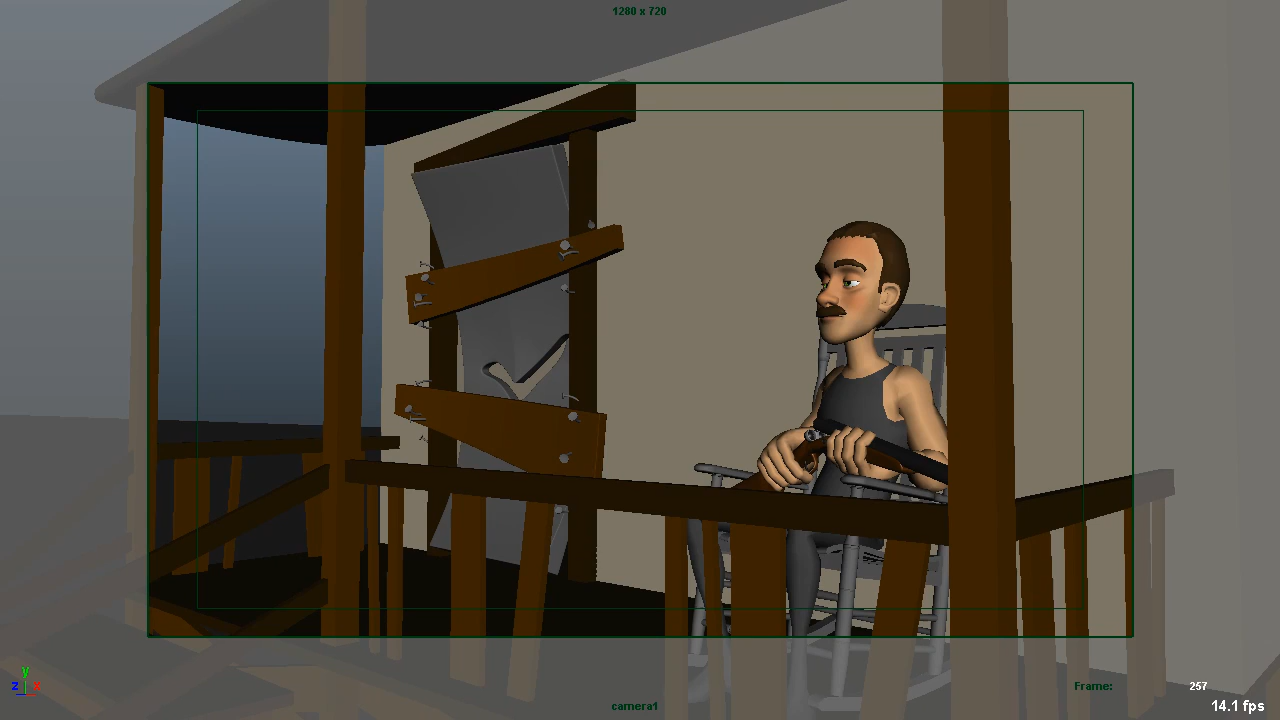 1280 x 720
y
z x
Frame: 257
camera1
14.1 fps